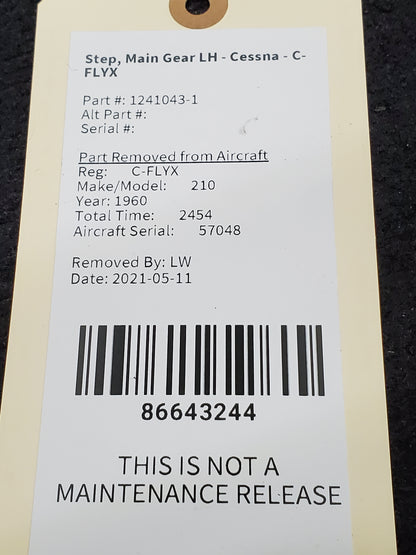 Step, Main Gear LH - Cessna - C-
FLYX
Part #: 1241043-1
Alt Part #:
Serial #:
Part Removed from Aircraft
Reg: C-FLYX
Make/Model: 210
Year: 1960
Total Time: 2454
Aircraft Serial: 57048
Removed By: LW
Date: 2021-05-11
86643244
THIS IS NOT A
MAINTENANCE RELEASE